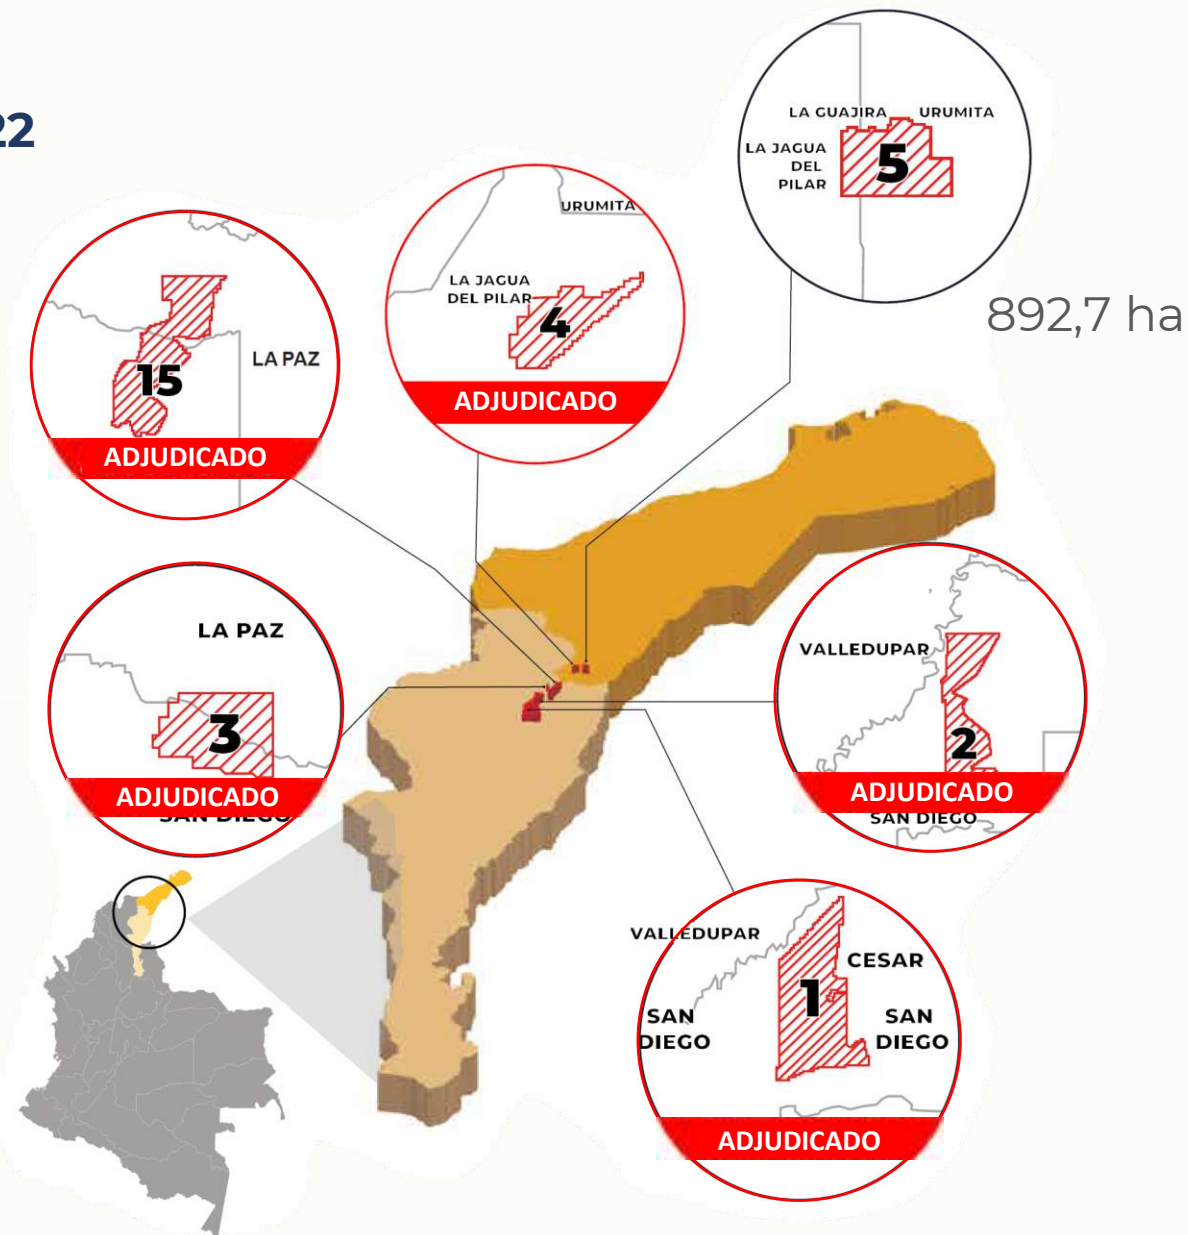 22
LA GUAJIRA URUMITA
LA JAGUA
DEL
PILAR
5
892,7 ha
URUMITA
LA JAGUA
DEL PILAR
4
ADJUDICADO
LA PAZ
15
ADJUDICADO
LA PAZ
3
ADJUDICADO
SAN DIEGO
VALLEDUPAR
2
ADJUDICADO
SAN DIEGO
VALLEDUPAR
CESAR
1
SAN
DIEGO
SAN
DIEGO
ADJUDICADO